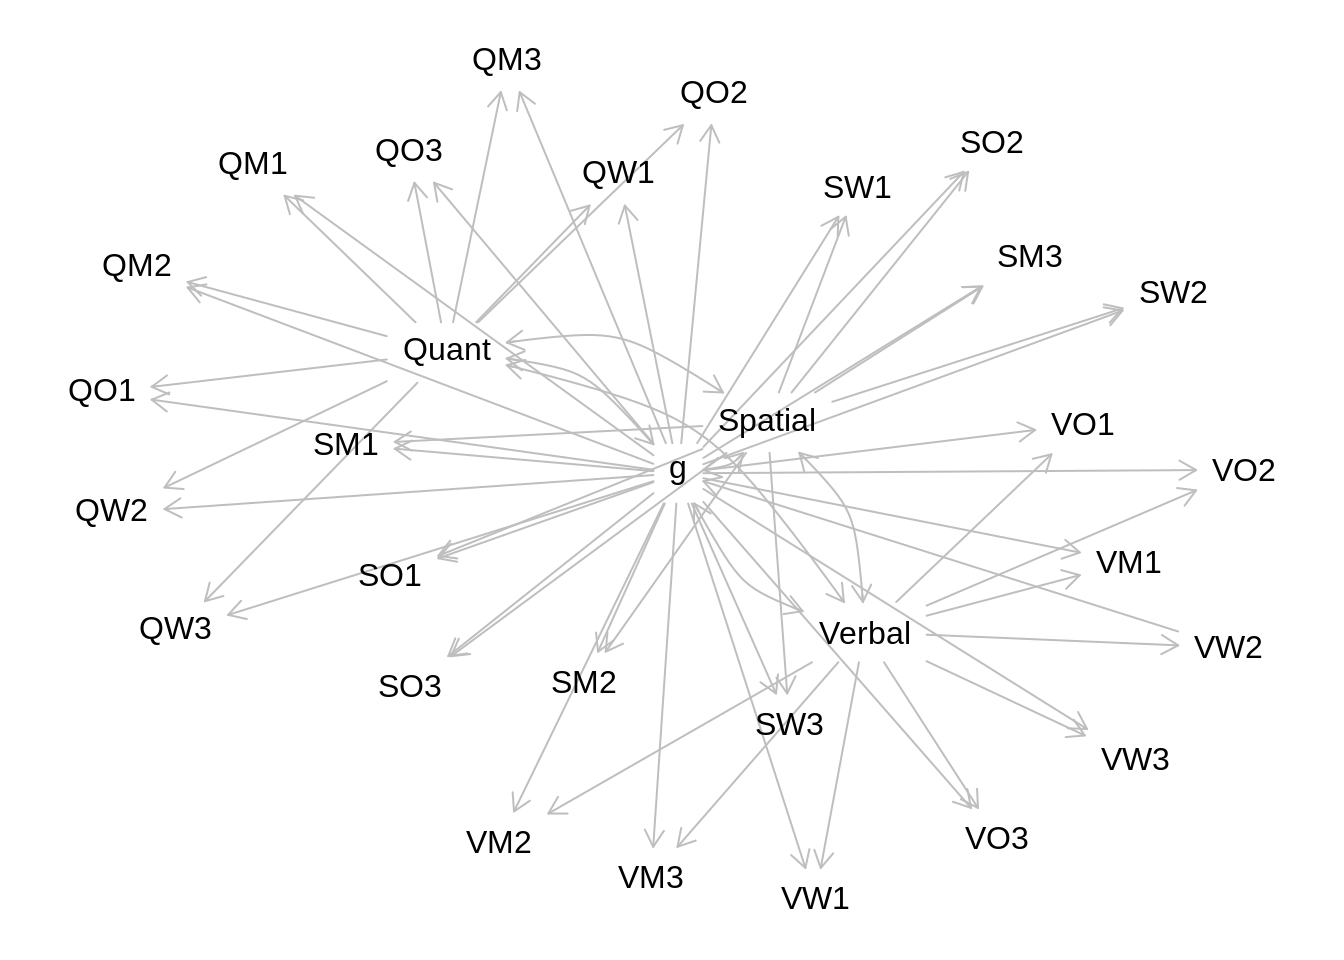 QM3
QO2
SO2
QO3
QM1
QW1
SW1
SM3
QM2
SW2
Quant
QO1
Spatial
VO1
SM1
g
VO2
QW2
VM1
SO1
QW3
Verbal
VW2
SM2
SO3
SW3
VW3
VO3
VM2
VM3
VW1